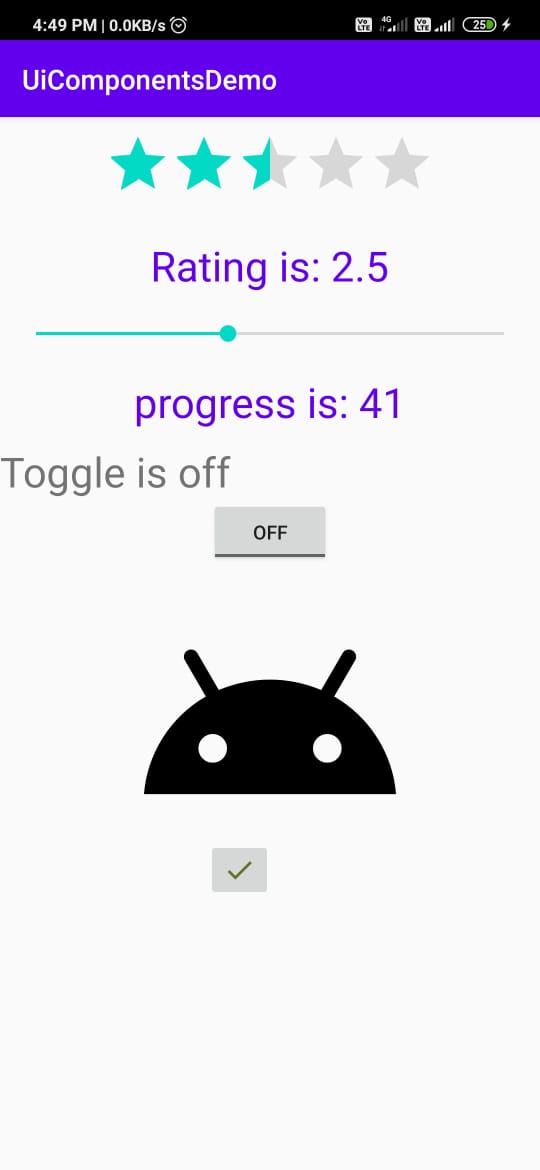 4:49 PM | 0.0KB/s
Vo LTE 4G Vo LTE 25
UiComponentsDemo
Rating is: 2.5
progress is: 41
Toggle is off
OFF